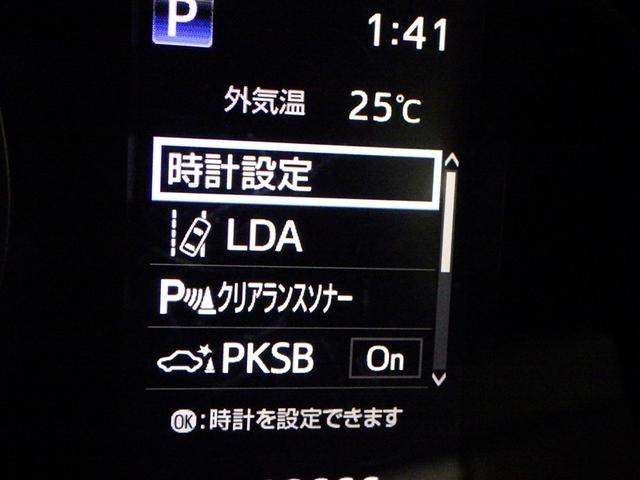 P
1:41
外気温 25℃
時計設定
LDA
Pクリアランスソナー
PKSB On
OK:時計を設定できます